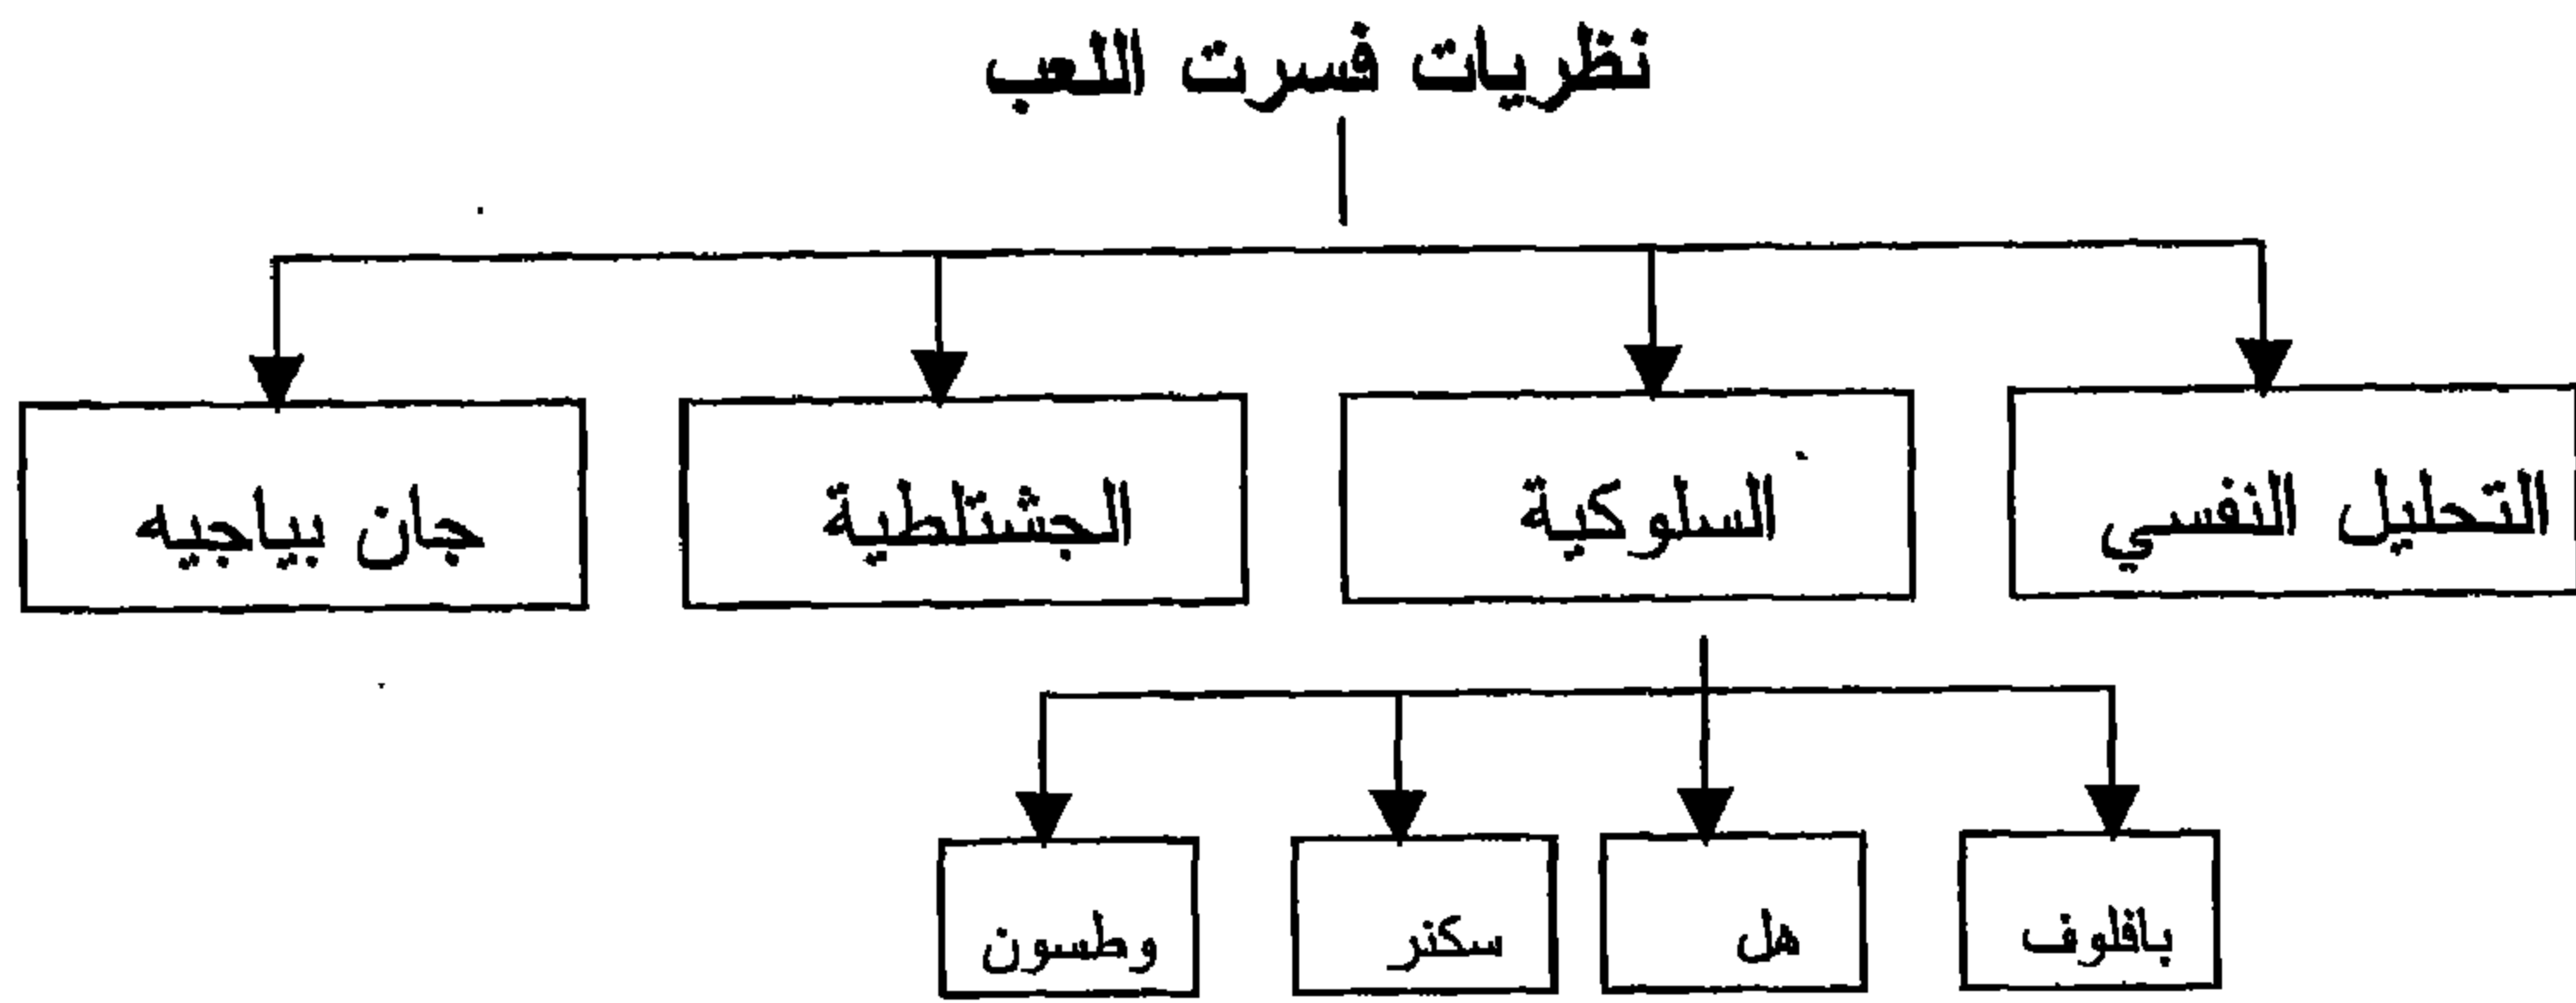 نظريات فسرت اللعب
التحليل النفسي
السلوكية
الجشتلطية
جان بياجيه
بافلوف
هل
سكنر
وطسون